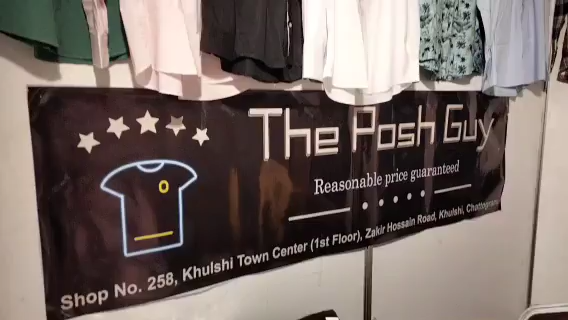 The Posh Guy
Reasonable price guaranteed
Shop No. 258, Khulshi Town Center (1st Floor), Zakir Hossain Road, Khulshi, Chattogram